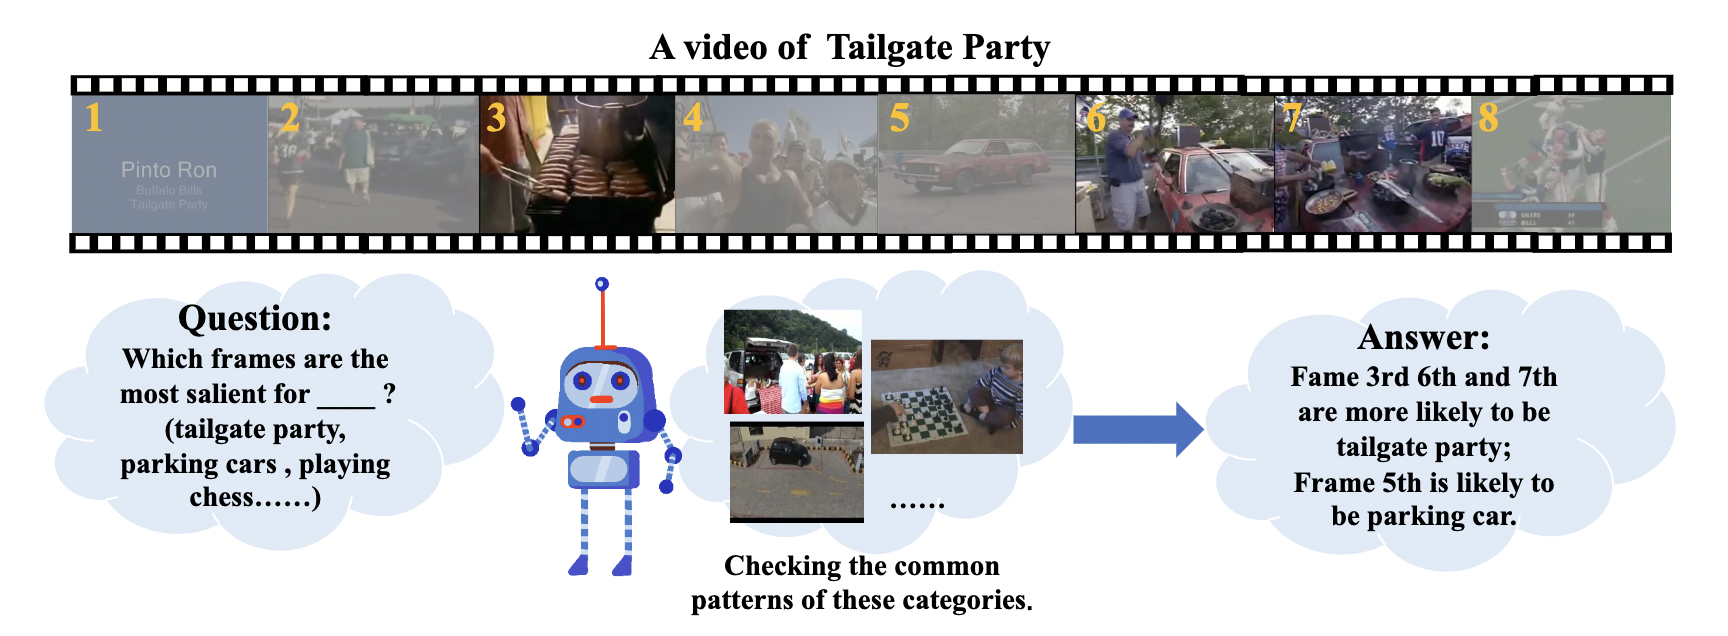 A video of Tailgate Party
1 2 3 4 5 6 7 8
Pinto Ron
Buffalo Bills
Tailgate Party
10
OILERS
BILLS
Question:
Which frames are the
most salient for ____ ?
(tailgate party,
parking cars , playing
chess……)
……
Checking the common
patterns of these categories.
Answer:
Fame 3rd 6th and 7th
are more likely to be
tailgate party;
Frame 5th is likely to
be parking car.